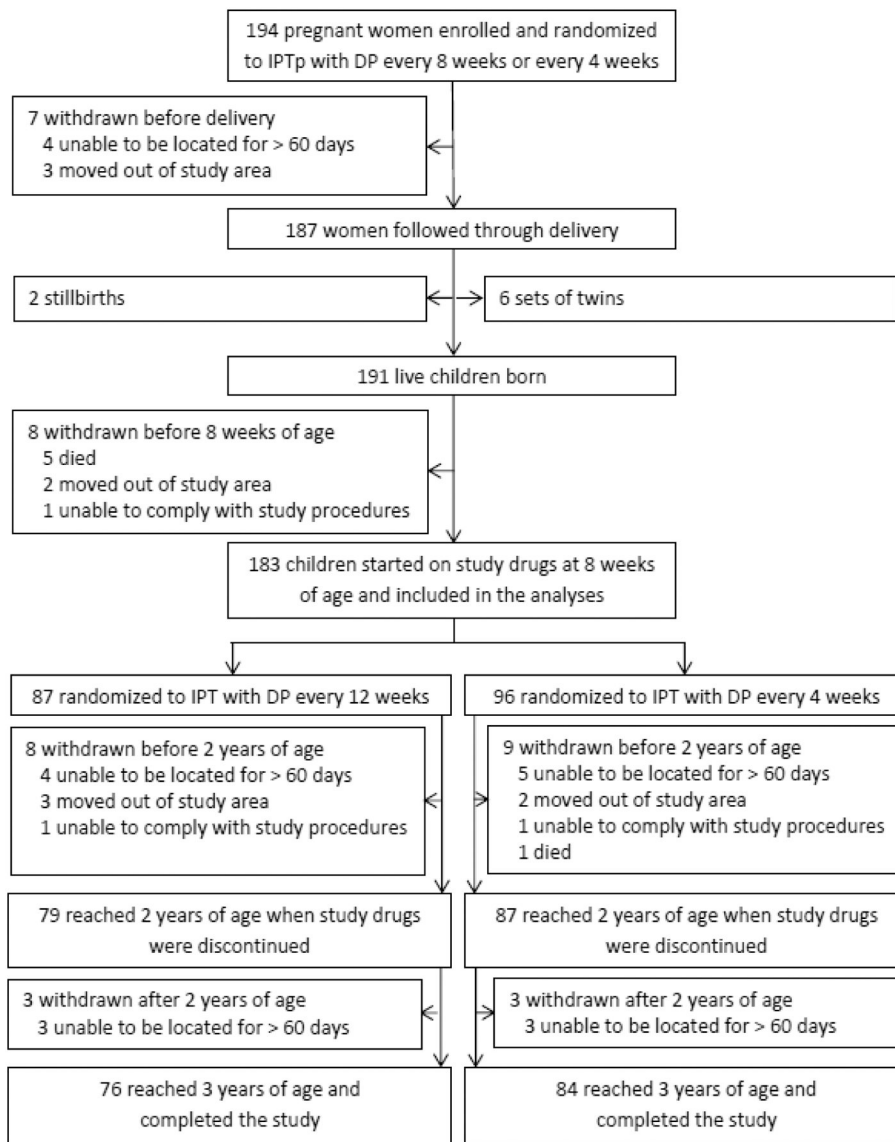 194 pregnant women enrolled and randomized
to IPTp with DP every 8 weeks or every 4 weeks
7 withdrawn before delivery
4 unable to be located for > 60 days
3 moved out of study area
187 women followed through delivery
2 stillbirths
6 sets of twins
191 live children born
8 withdrawn before 8 weeks of age
5 died
2 moved out of study area
1 unable to comply with study procedures
183 children started on study drugs at 8 weeks
of age and included in the analyses
87 randomized to IPT with DP every 12 weeks
96 randomized to IPT with DP every 4 weeks
8 withdrawn before 2 years of age
4 unable to be located for > 60 days
3 moved out of study area
1 unable to comply with study procedures
9 withdrawn before 2 years of age
5 unable to be located for > 60 days
2 moved out of study area
1 unable to comply with study procedures
1 died
79 reached 2 years of age when study drugs
were discontinued
87 reached 2 years of age when study drugs
were discontinued
3 withdrawn after 2 years of age
3 unable to be located for > 60 days
3 withdrawn after 2 years of age
3 unable to be located for > 60 days
76 reached 3 years of age and
completed the study
84 reached 3 years of age and
completed the study